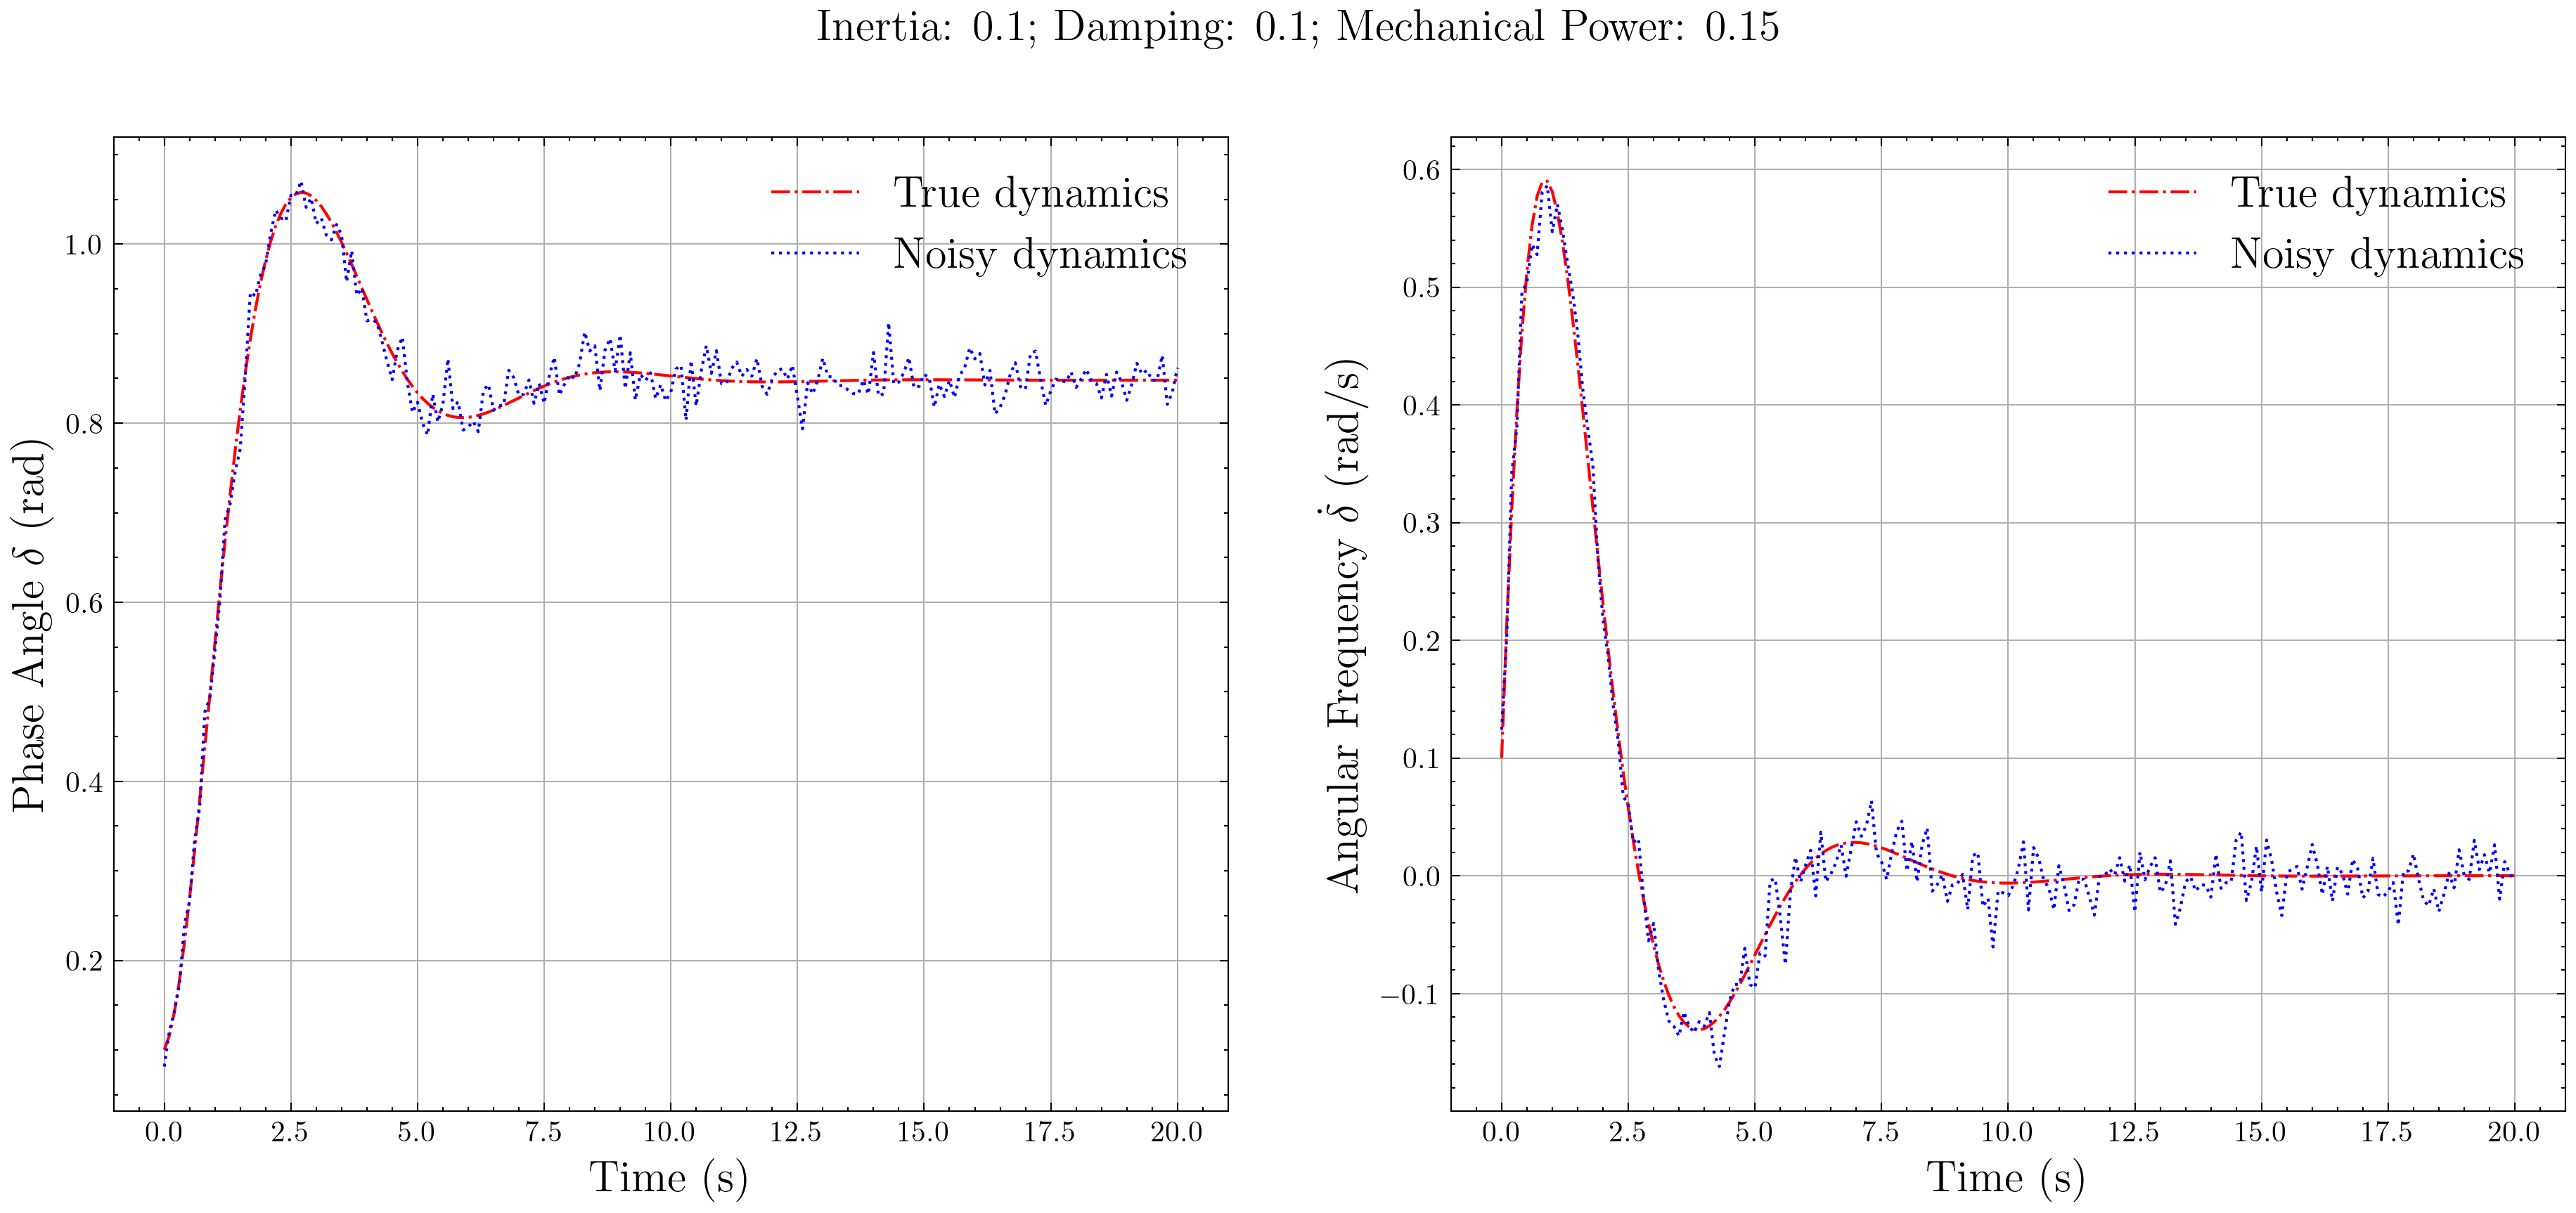 Inertia: 0.1; Damping: 0.1; Mechanical Power: 0.15
Phase Angle δ (rad)
1.0
0.8
0.6
0.4
0.2
True dynamics
Noisy dynamics
0.0 2.5 5.0 7.5 10.0 12.5 15.0 17.5 20.0
Time (s)
Angular Frequency δ̇ (rad/s)
0.6
0.5
0.4
0.3
0.2
0.1
0.0
−0.1
True dynamics
Noisy dynamics
0.0 2.5 5.0 7.5 10.0 12.5 15.0 17.5 20.0
Time (s)